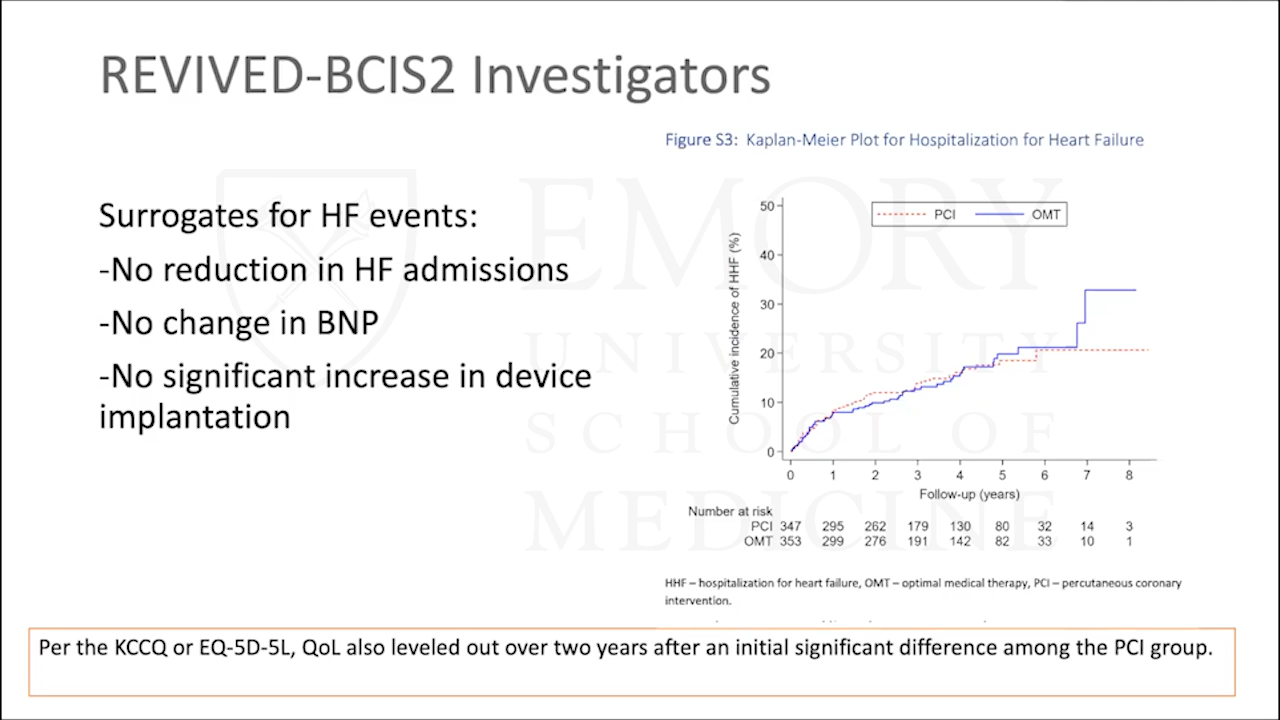 REVIVED-BCIS2 Investigators
Figure S3: Kaplan-Meier Plot for Hospitalization for Heart Failure
Surrogates for HF events:
-No reduction in HF admissions
-No change in BNP
-No significant increase in device
implantation
EMORY
UNIVERSITY
SCHOOL OF
MEDICINE
PCI OMT
Cumulative incidence of HHF (%)
50
40
30
20
10
0
0 1 2 3 4 5 6 7 8
Follow-up (years)
Number at risk
PCI 347 295 262 179 130 80 32 14 3
OMT 353 299 276 191 142 82 33 10 1
HHF – hospitalization for heart failure, OMT – optimal medical therapy, PCI – percutaneous coronary
intervention.
Per the KCCQ or EQ-5D-5L, QoL also leveled out over two years after an initial significant difference among the PCI group.